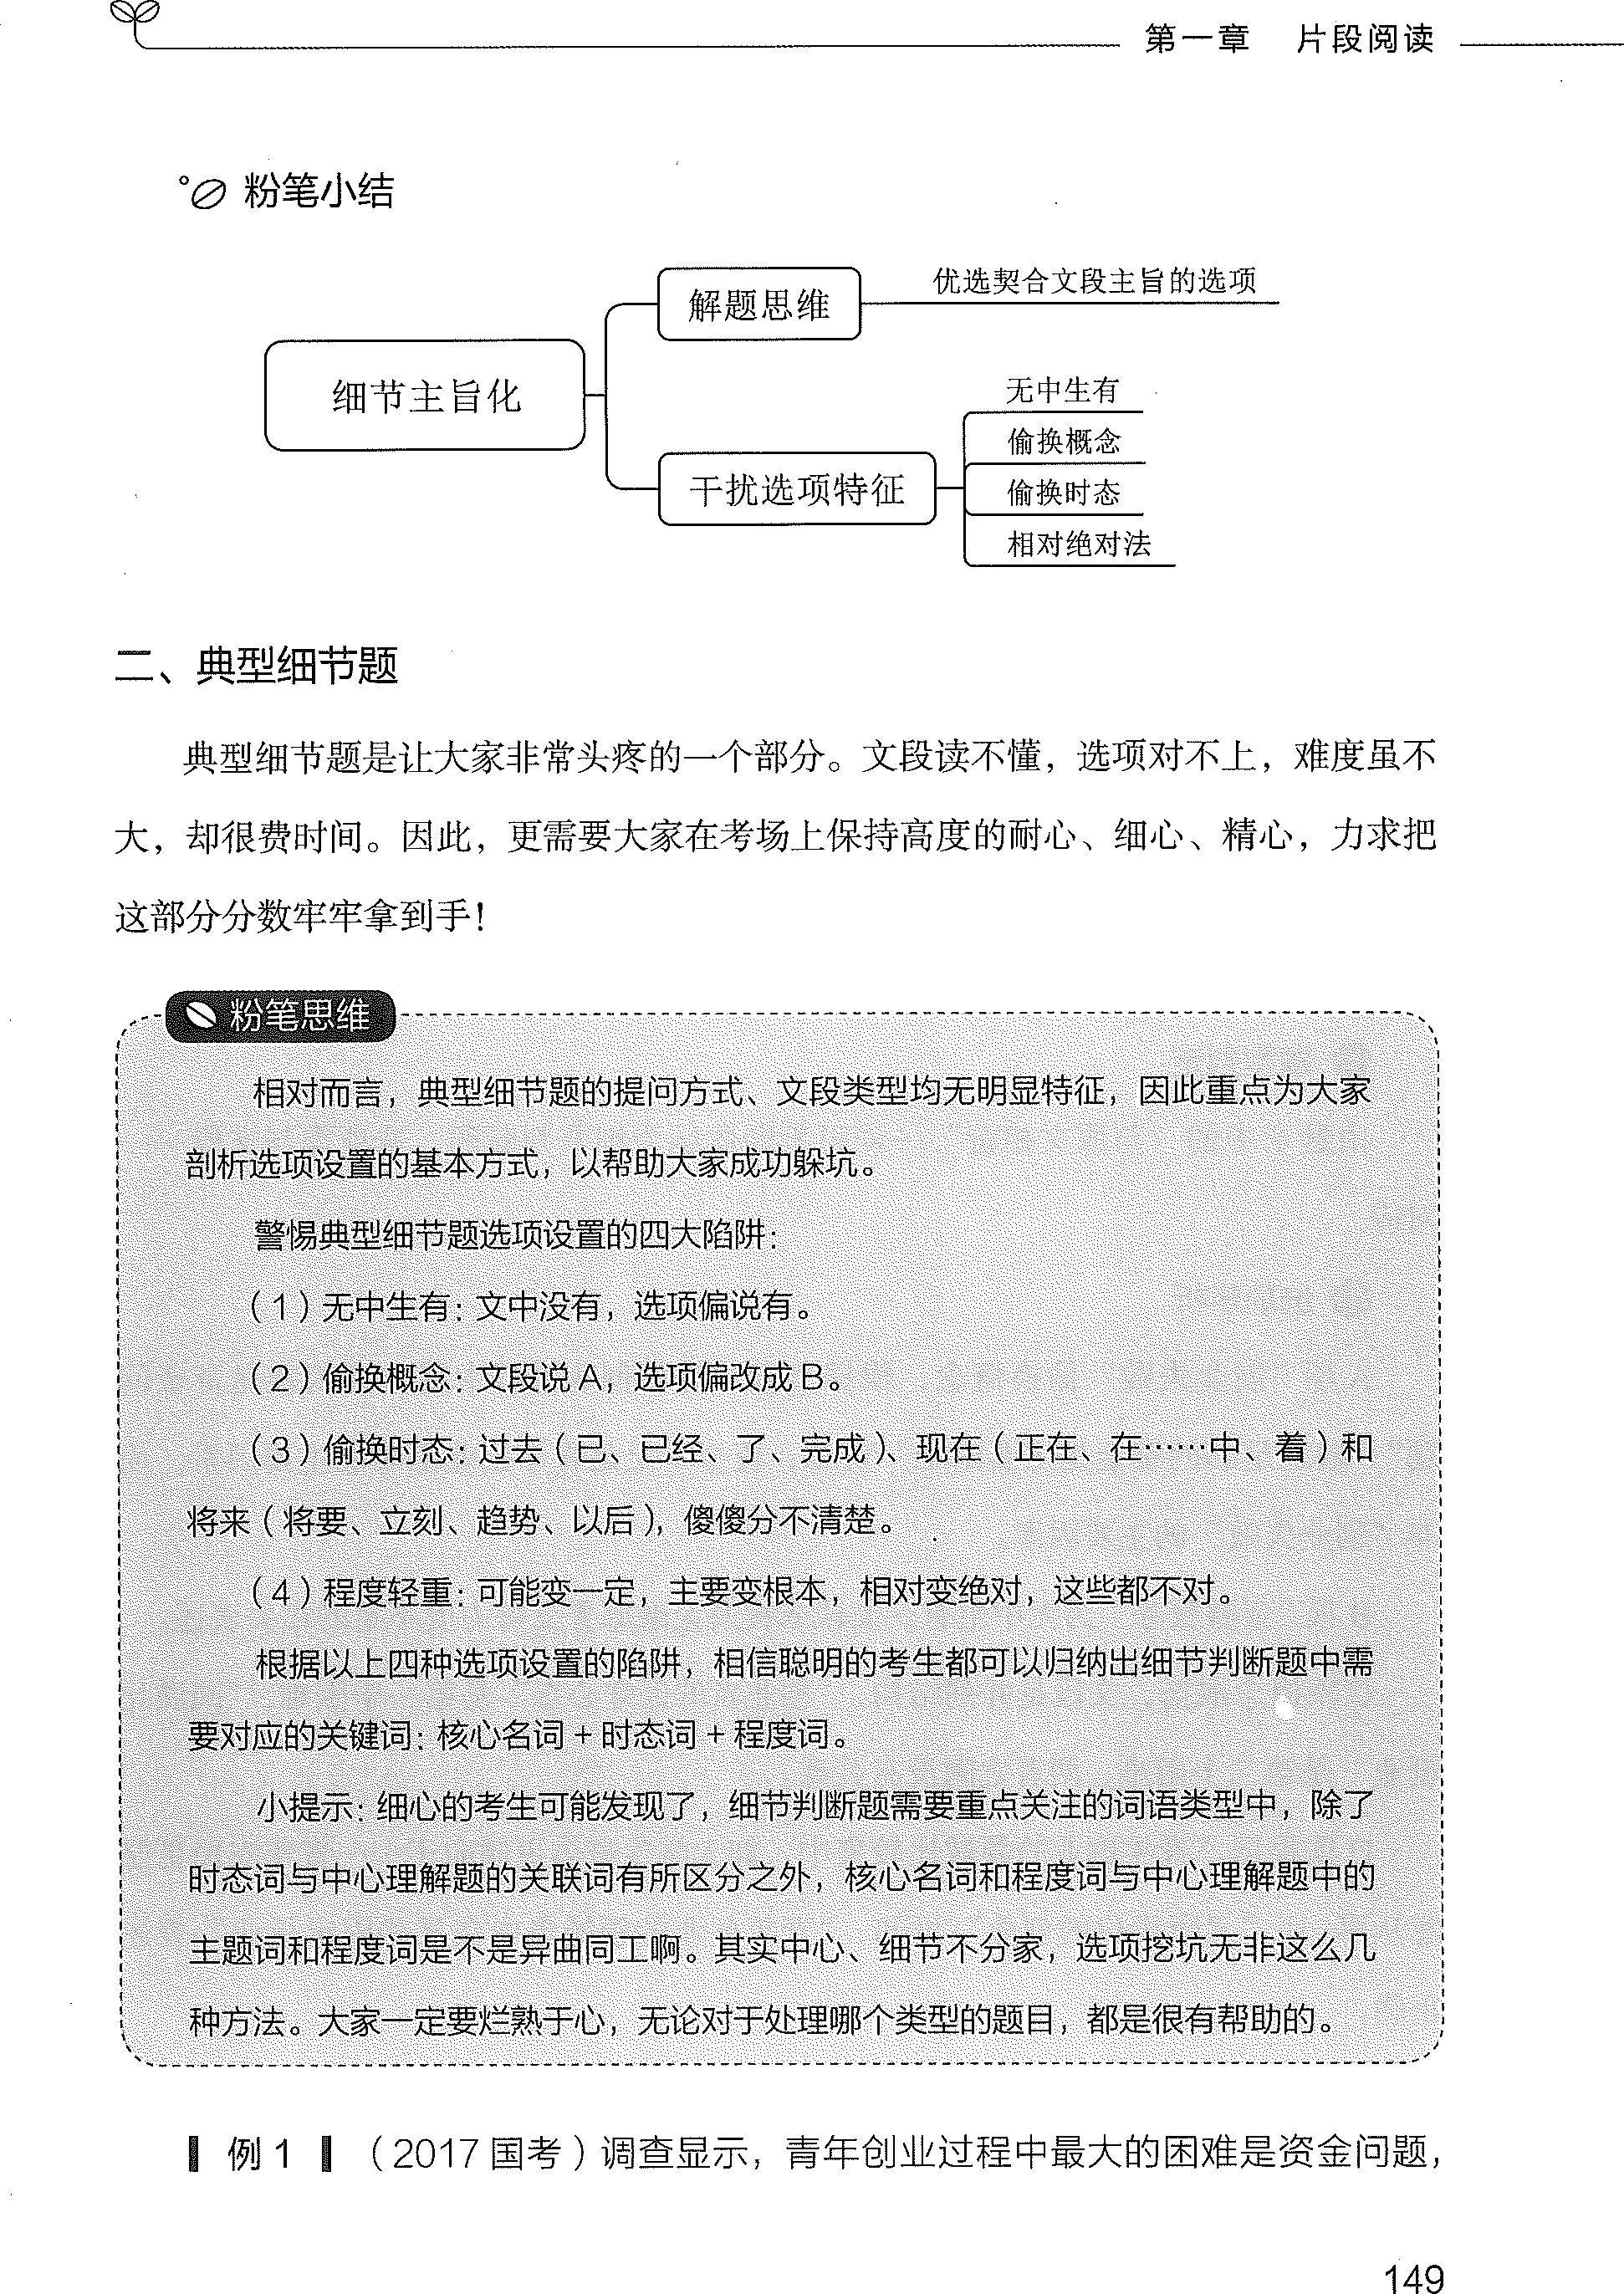 第一章 片段阅读
粉笔小结
细节主旨化
解题思维
优选契合文段主旨的选项
干扰选项特征
无中生有
偷换概念
偷换时态
相对绝对法
二、典型细节题
典型细节题是让大家非常头疼的一个部分。文段读不懂，选项对不上，难度虽不
大，却很费时间。因此，更需要大家在考场上保持高度的耐心、细心、精心，力求把
这部分分数牢牢拿到手！
粉笔思维
相对而言，典型细节题的提问方式、文段类型均无明显特征，因此重点为大家
剖析选项设置的基本方式，以帮助大家成功躲坑。
警惕典型细节题选项设置的四大陷阱：
（1）无中生有：文中没有，选项偏说有。
（2）偷换概念：文段说 A，选项偏改成 B。
（3）偷换时态：过去（已、已经、了、完成）、现在（正在、在……中、着）和
将来（将要、立刻、趋势、以后），傻傻分不清楚。
（4）程度轻重：可能变一定，主要变根本，相对变绝对，这些都不对。
根据以上四种选项设置的陷阱，相信聪明的考生都可以归纳出细节判断题中需
要对应的关键词：核心名词 + 时态词 + 程度词。
小提示：细心的考生可能发现了，细节判断题需要重点关注的词语类型中，除了
时态词与中心理解题的关联词有所区分之外，核心名词和程度词与中心理解题中的
主题词和程度词是不是异曲同工啊。其实中心、细节不分家，选项挖坑无非这么几
种方法。大家一定要烂熟于心，无论对于处理哪个类型的题目，都是很有帮助的。
例 1 （2017 国考）调查显示，青年创业过程中最大的困难是资金问题，
149